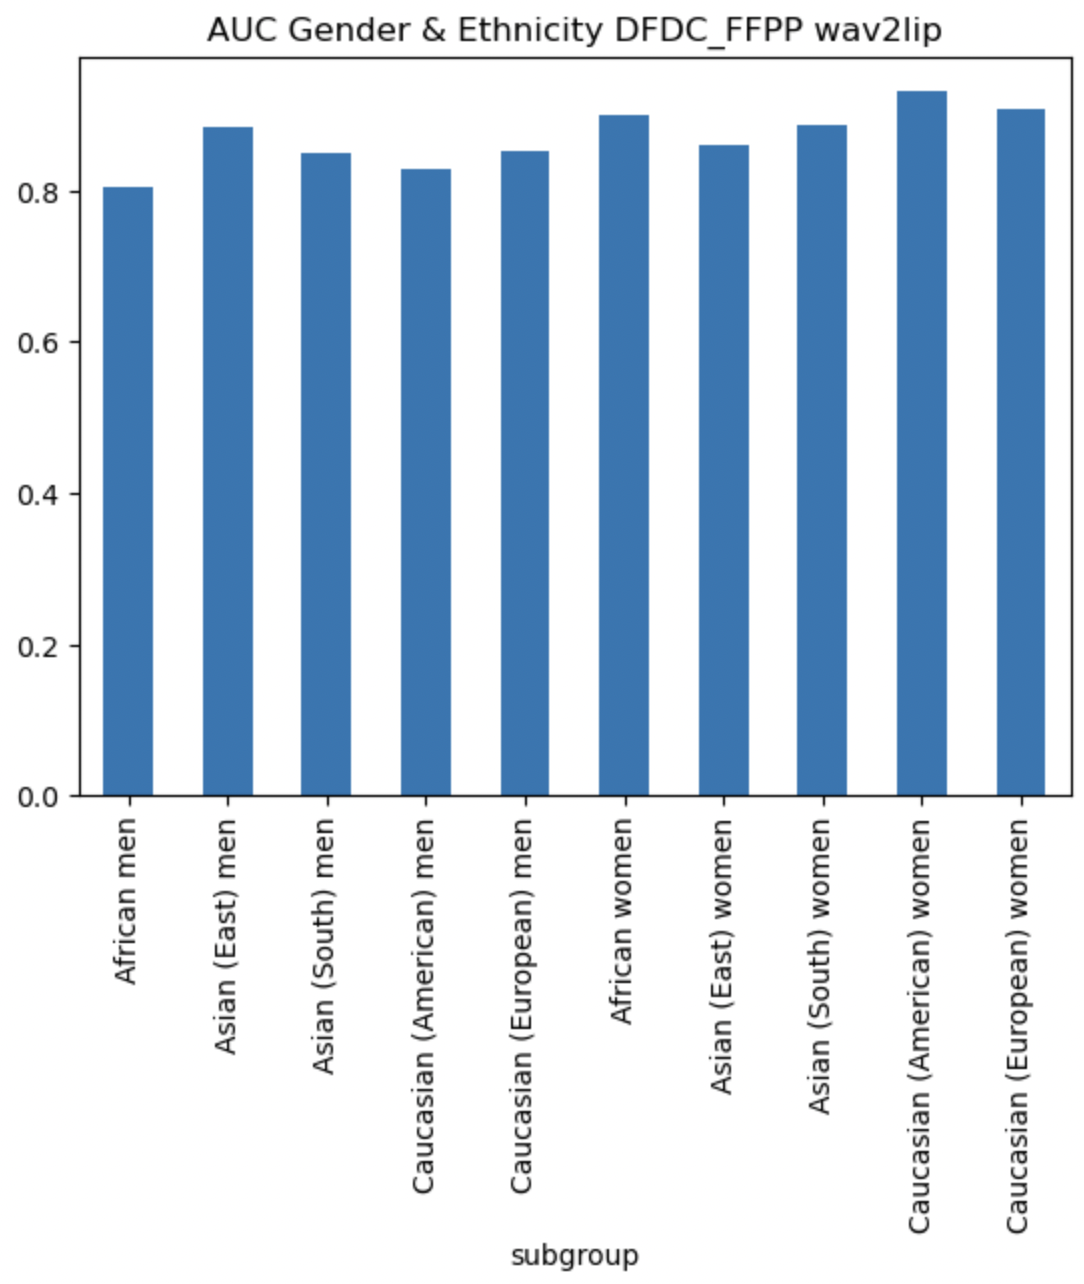 AUC Gender & Ethnicity DFDC_FFPP wav2lip
0.8
0.6
0.4
0.2
0.0
African men
Asian (East) men
Asian (South) men
Caucasian (American) men
Caucasian (European) men
African women
Asian (East) women
Asian (South) women
Caucasian (American) women
Caucasian (European) women
subgroup